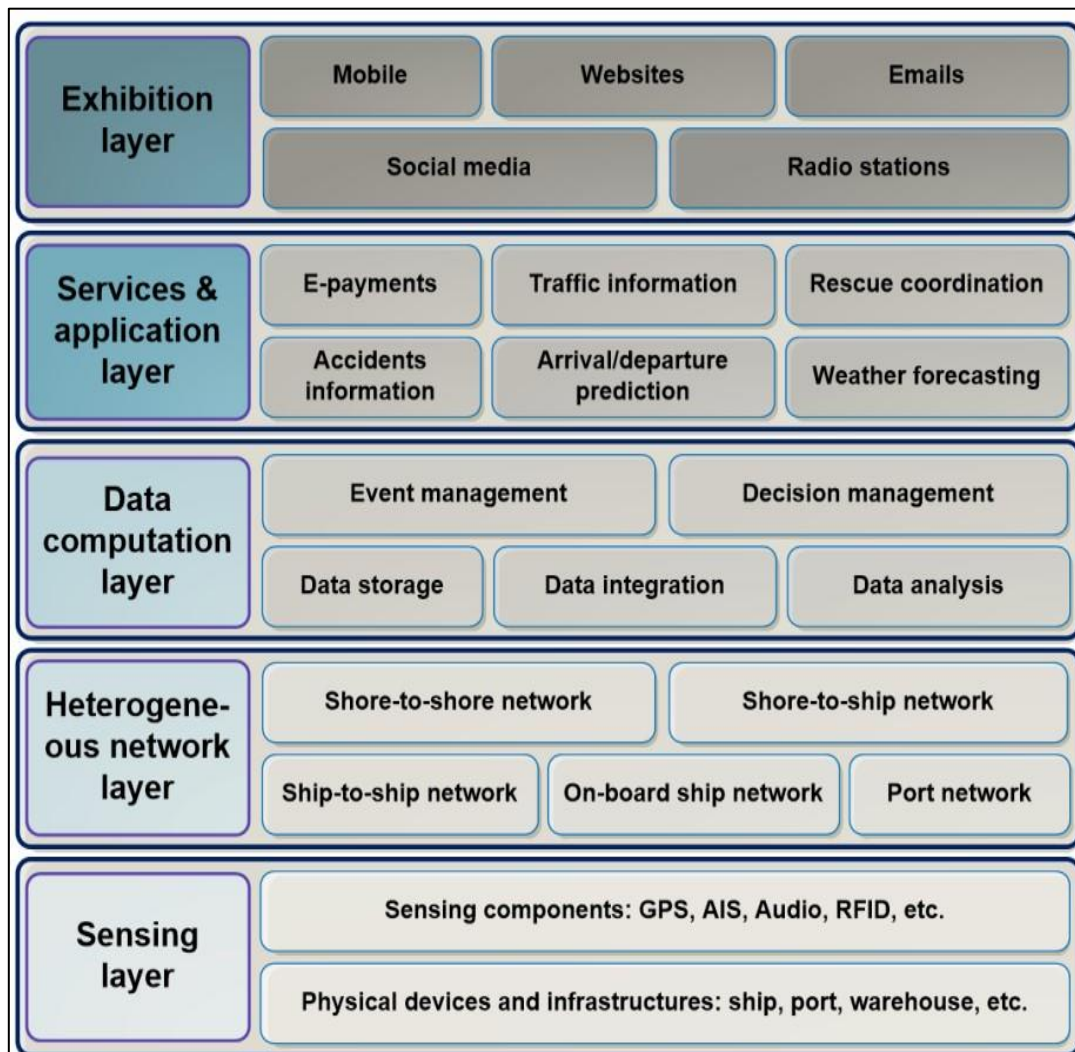 Exhibition
layer
Mobile
Websites
Emails
Social media
Radio stations
Services &
application
layer
E-payments
Traffic information
Rescue coordination
Accidents
information
Arrival/departure
prediction
Weather forecasting
Data
computation
layer
Event management
Decision management
Data storage
Data integration
Data analysis
Heterogene-
ous network
layer
Shore-to-shore network
Shore-to-ship network
Ship-to-ship network
On-board ship network
Port network
Sensing
layer
Sensing components: GPS, AIS, Audio, RFID, etc.
Physical devices and infrastructures: ship, port, warehouse, etc.